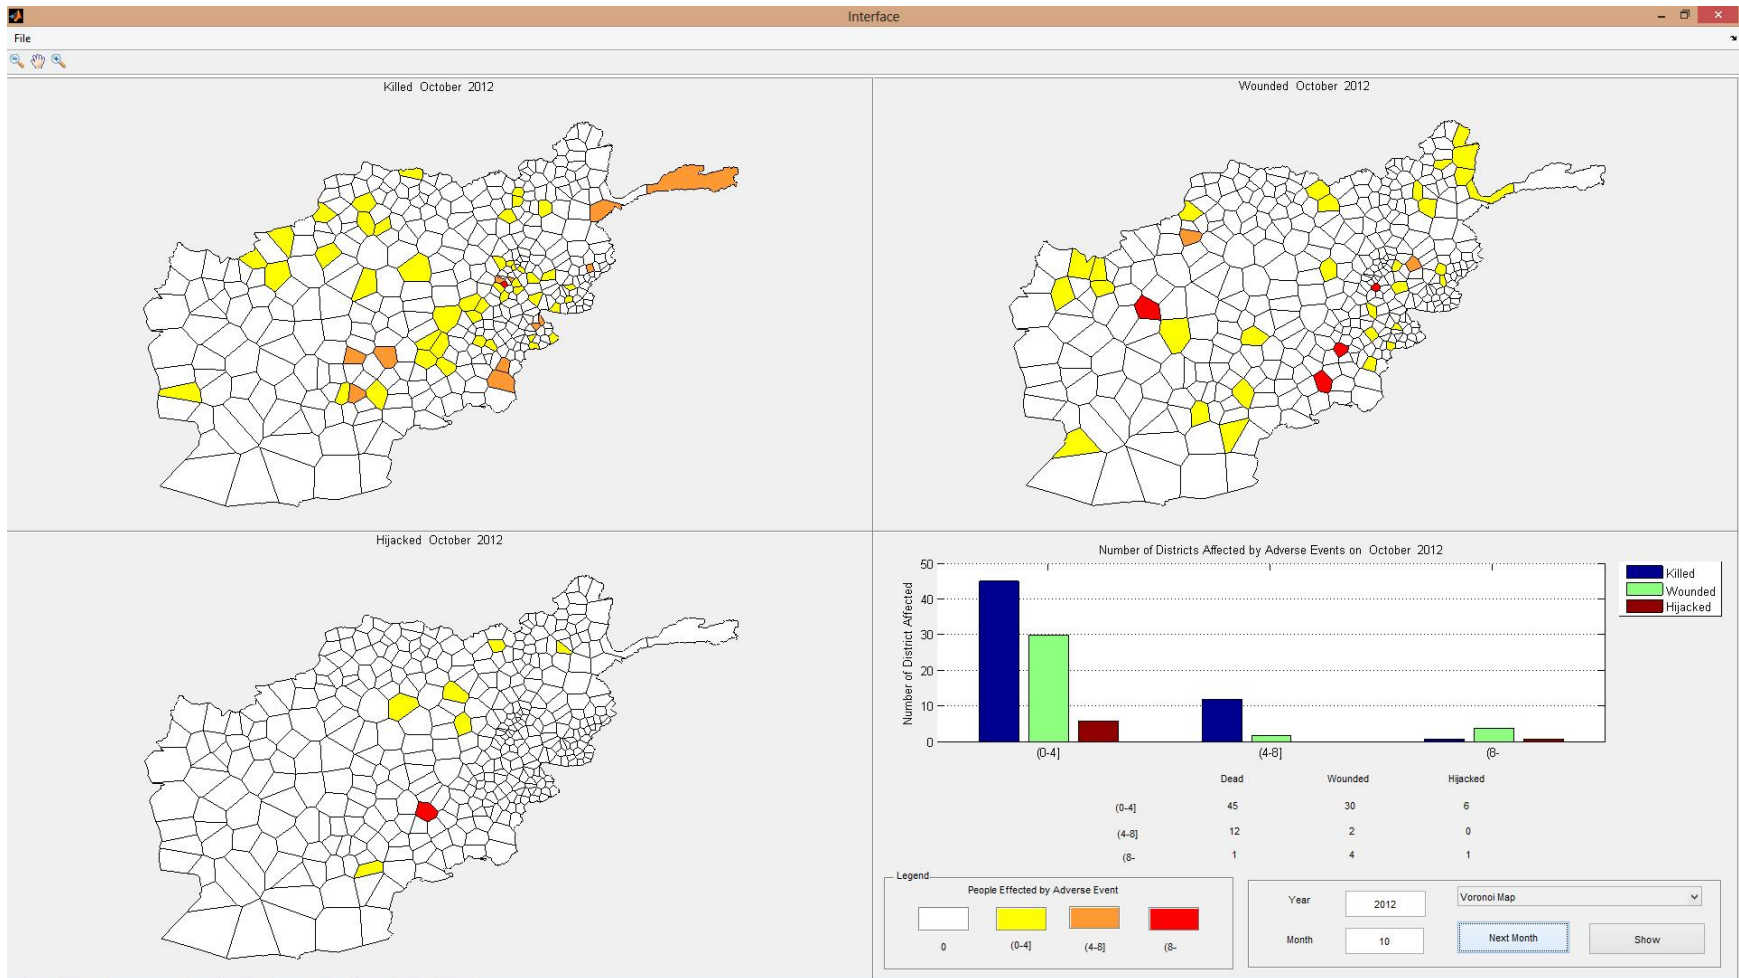 Interface
File
Killed October 2012
Wounded October 2012
Hijacked October 2012
Number of Districts Affected by Adverse Events on October 2012
Number of District Affected
50
40
30
20
10
0
(0-4]
(4-8]
(8-
Killed
Wounded
Hijacked
Dead Wounded Hijacked
(0-4] 45 30 6
(4-8] 12 2 0
(8- 1 4 1
Legend
People Effected by Adverse Event
0 (0-4] (4-8] (8-
Year 2012 Voronoi Map
Month 10 Next Month Show